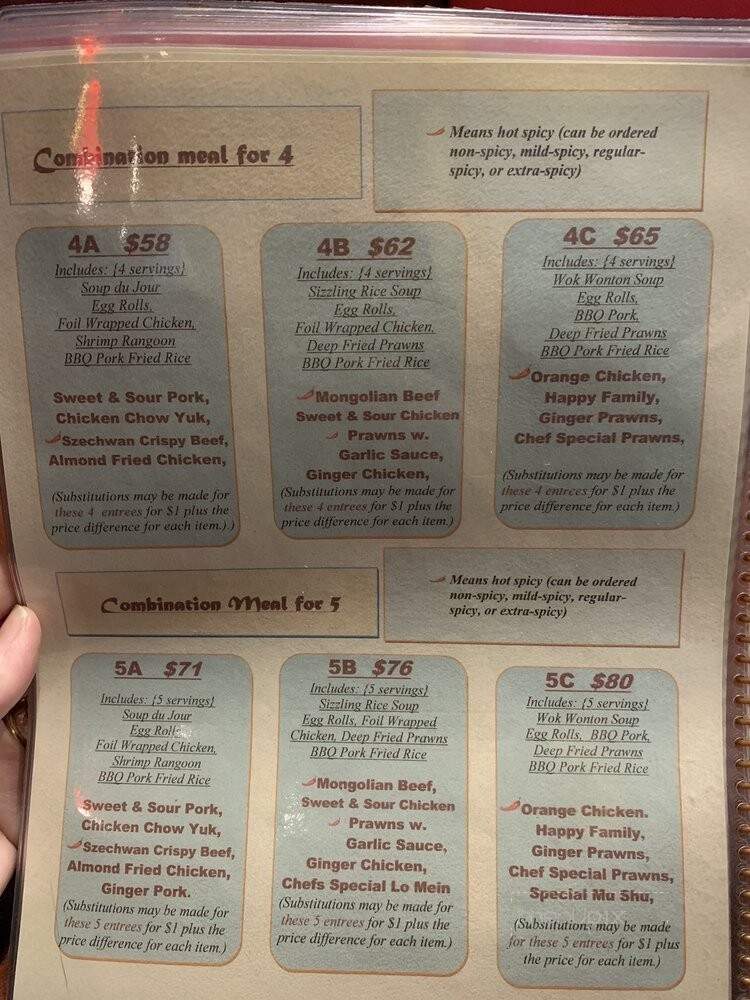 Combination meal for 4
Means hot spicy (can be ordered
non-spicy, mild-spicy, regular-
spicy, or extra-spicy)
4A $58
Includes: {4 servings}
Soup du Jour
Egg Rolls,
Foil Wrapped Chicken,
Shrimp Rangoon
BBQ Pork Fried Rice
Sweet & Sour Pork,
Chicken Chow Yuk,
Szechwan Crispy Beef,
Almond Fried Chicken,
(Substitutions may be made for
these 4 entrees for $1 plus the
price difference for each item.).)
4B $62
Includes: {4 servings}
Sizzling Rice Soup
Egg Rolls,
Foil Wrapped Chicken,
Deep Fried Prawns
BBQ Pork Fried Rice
Mongolian Beef
Sweet & Sour Chicken
Prawns w.
Garlic Sauce,
Ginger Chicken,
(Substitutions may be made for
these 4 entrees for $1 plus the
price difference for each item.)
4C $65
Includes: {4 servings}
Wok Wonton Soup
Egg Rolls,
BBQ Pork,
Deep Fried Prawns
BBQ Pork Fried Rice
Orange Chicken,
Happy Family,
Ginger Prawns,
Chef Special Prawns,
(Substitutions may be made for
these 4 entrees for $1 plus the
price difference for each item.)
Combination Meal for 5
Means hot spicy (can be ordered
non-spicy, mild-spicy, regular-
spicy, or extra-spicy)
5A $71
Includes: {5 servings}
Soup du Jour
Egg Rolls
Foil Wrapped Chicken,
Shrimp Rangoon
BBQ Pork Fried Rice
Sweet & Sour Pork,
Chicken Chow Yuk,
Szechwan Crispy Beef,
Almond Fried Chicken,
Ginger Pork.
(Substitutions may be made for
these 5 entrees for $1 plus the
price difference for each item.)
5B $76
Includes: {5 servings}
Sizzling Rice Soup
Egg Rolls, Foil Wrapped
Chicken, Deep Fried Prawns
BBQ Pork Fried Rice
Mongolian Beef,
Sweet & Sour Chicken
Prawns w.
Garlic Sauce,
Ginger Chicken,
Chefs Special Lo Mein
(Substitutions may be made for
these 5 entrees for $1 plus the
price difference for each item.)
5C $80
Includes: {5 servings}
Wok Wonton Soup
Egg Rolls, BBQ Pork,
Deep Fried Prawns
BBQ Pork Fried Rice
Orange Chicken.
Happy Family,
Ginger Prawns,
Chef Special Prawns,
Special Mu Shu,
(Substitutions may be made
for these 5 entrees for $1 plus
the price for each item.)